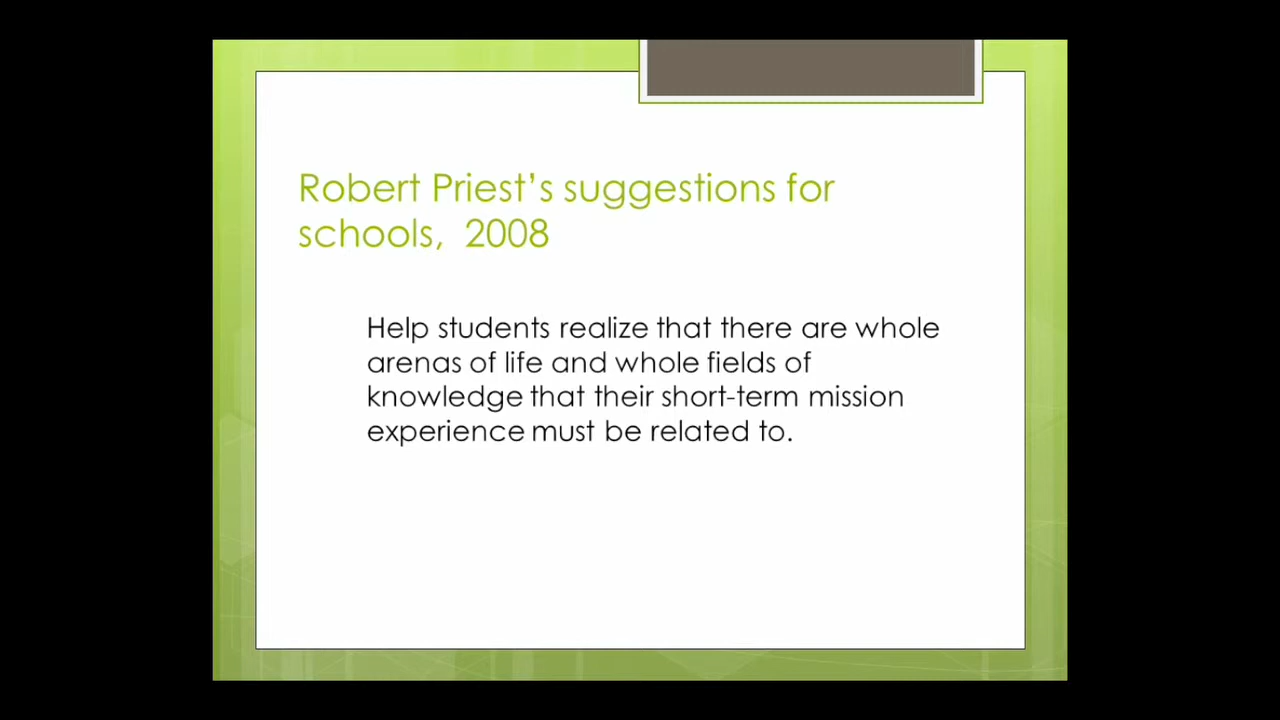 Robert Priest’s suggestions for
schools,  2008
Help students realize that there are whole
arenas of life and whole fields of
knowledge that their short-term mission
experience must be related to.